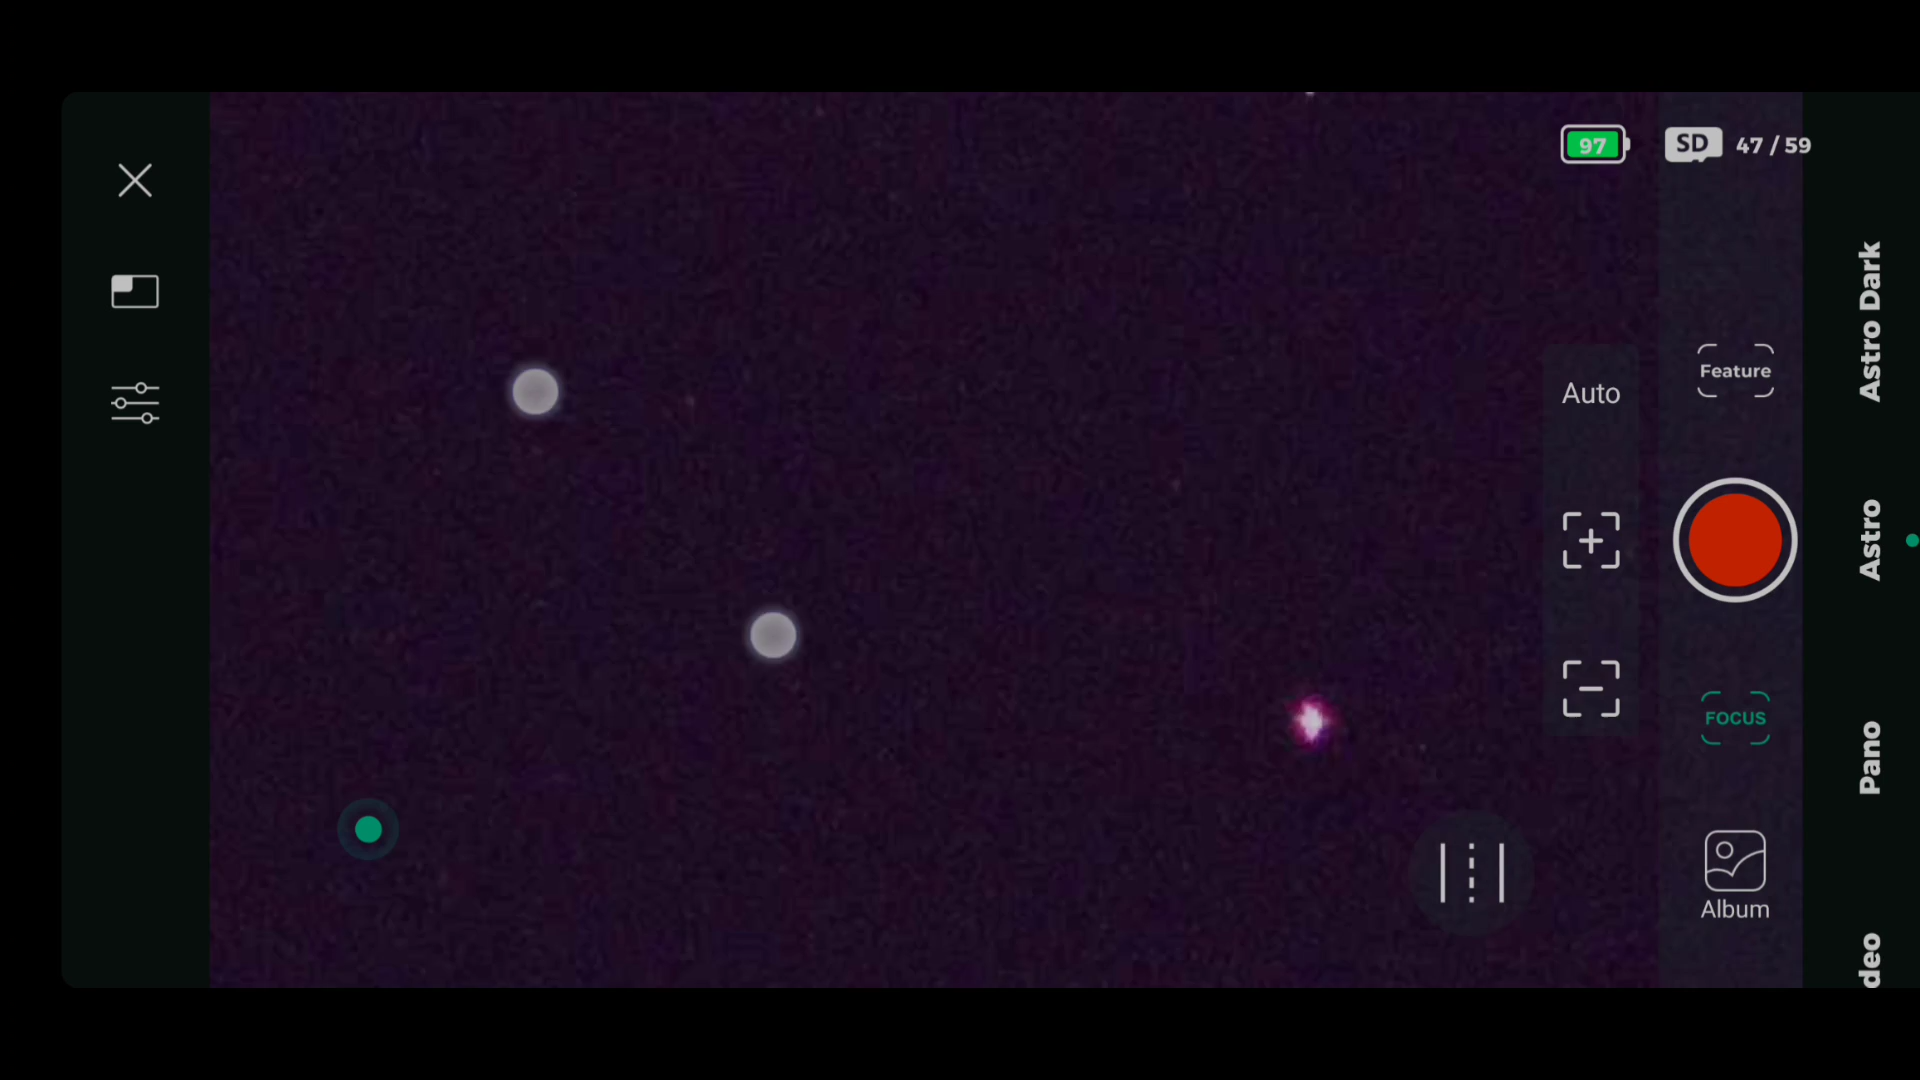 97
SD
47 / 59
Auto
Feature
FOCUS
Album
Astro Dark
Astro
Pano
deo